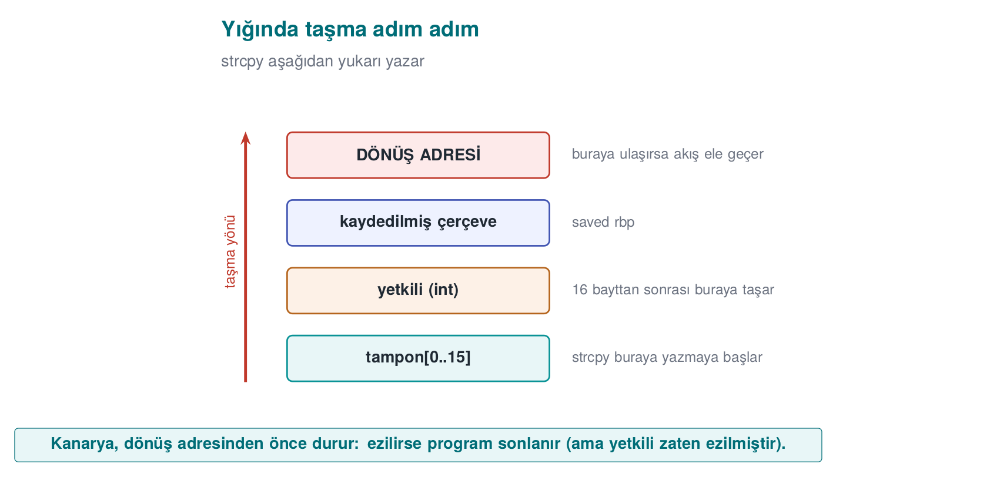 Yığında taşma adım adım
strcpy aşağıdan yukarı yazar
DÖNÜŞ ADRESİ
buraya ulaşırsa akış ele geçer
kaydedilmiş çerçeve
saved rbp
taşma yönü
yetkili (int)
16 bayttan sonrası buraya taşar
tampon[0..15]
strcpy buraya yazmaya başlar
Kanarya, dönüş adresinden önce durur: ezilirse program sonlanır (ama yetkili zaten ezilmiştir).